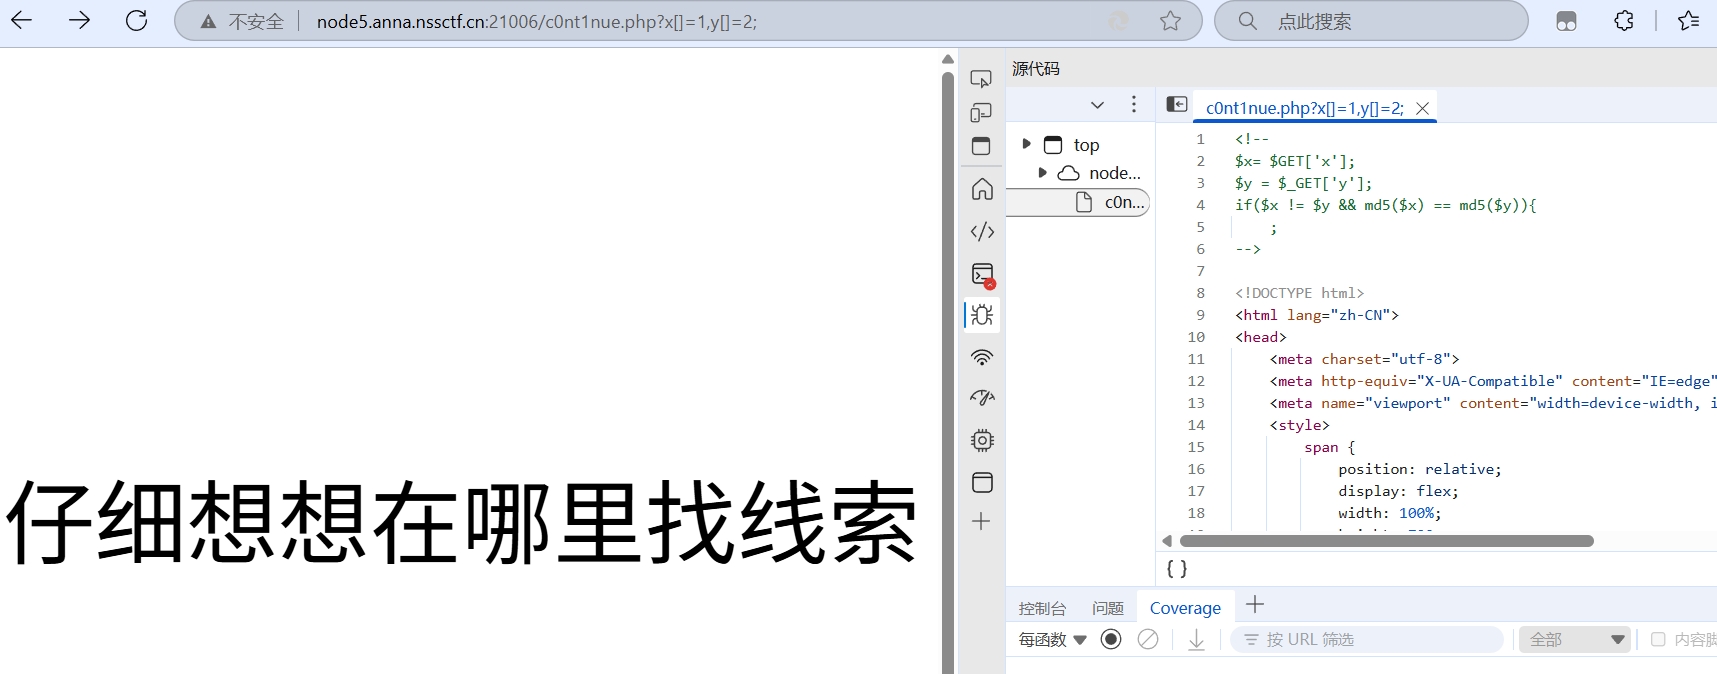 不安全 node5.anna.nssctf.cn:21006/c0nt1nue.php?x[]=1,y[]=2; 点此搜索
源代码
c0nt1nue.php?x[]=1,y[]=2;
top
node...
c0n...
1 <!--
2 $x= $GET['x'];
3 $y = $_GET['y'];
4 if($x != $y && md5($x) == md5($y)){
5 ;
6 -->
7
8 <!DOCTYPE html>
9 <html lang="zh-CN">
10 <head>
11 <meta charset="utf-8">
12 <meta http-equiv="X-UA-Compatible" content="IE=edge"
13 <meta name="viewport" content="width=device-width, i
14 <style>
15 span {
16 position: relative;
17 display: flex;
18 width: 100%;
仔细想想在哪里找线索
{ }
控制台 问题 Coverage
每函数 按 URL 筛选 全部 内容脚